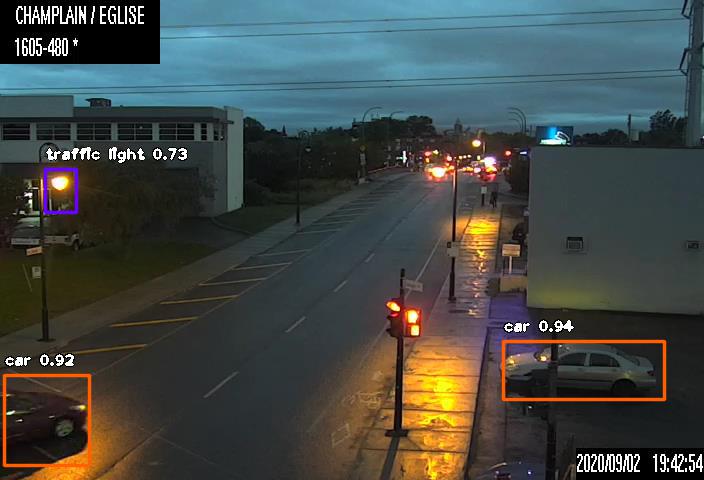 CHAMPLAIN / EGLISE
1605-480 *
traffic light 0.73
car 0.94
car 0.92
2020/09/02 19:42:54